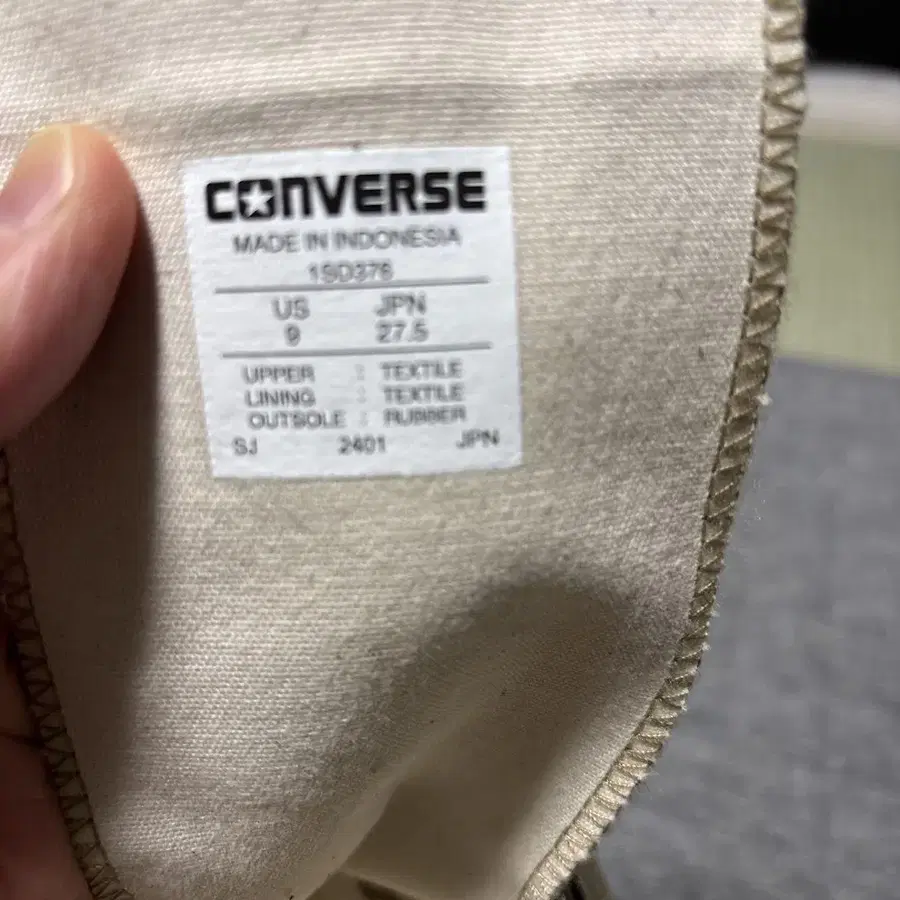 CONVERSE
MADE IN INDONESIA
1SD376
US JPN
9 27.5
UPPER : TEXTILE
LINING : TEXTILE
OUTSOLE : RUBBER
SJ 2401 JPN